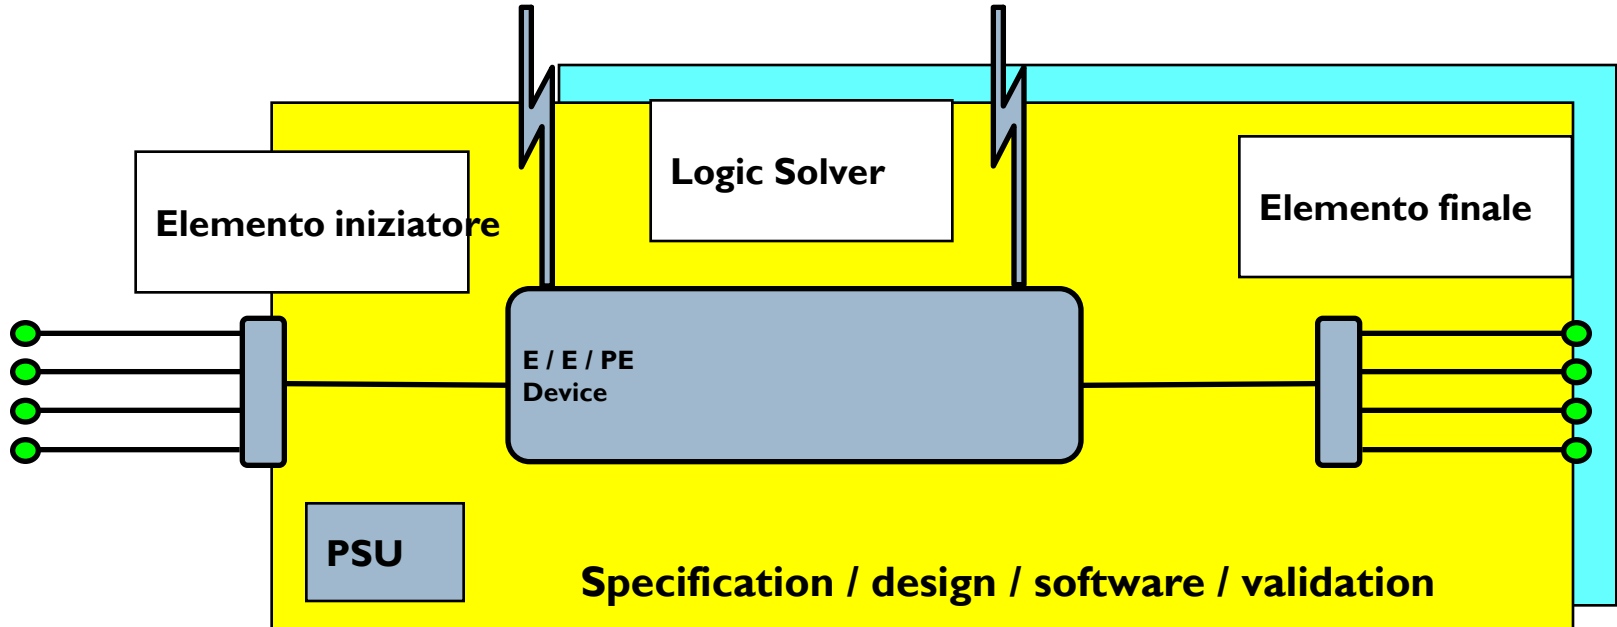 Logic Solver
Elemento iniziatore
Elemento finale
E / E / PE
Device
PSU
Specification / design / software / validation